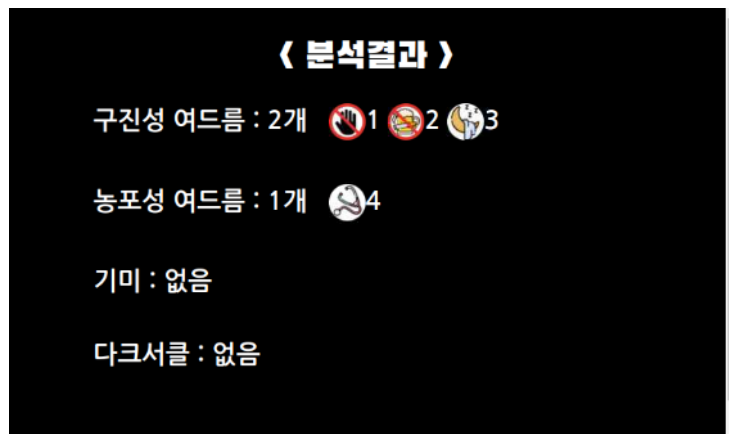 《 분석결과 》
구진성 여드름 : 2개 1 2 3
농포성 여드름 : 1개 4
기미 : 없음
다크서클 : 없음